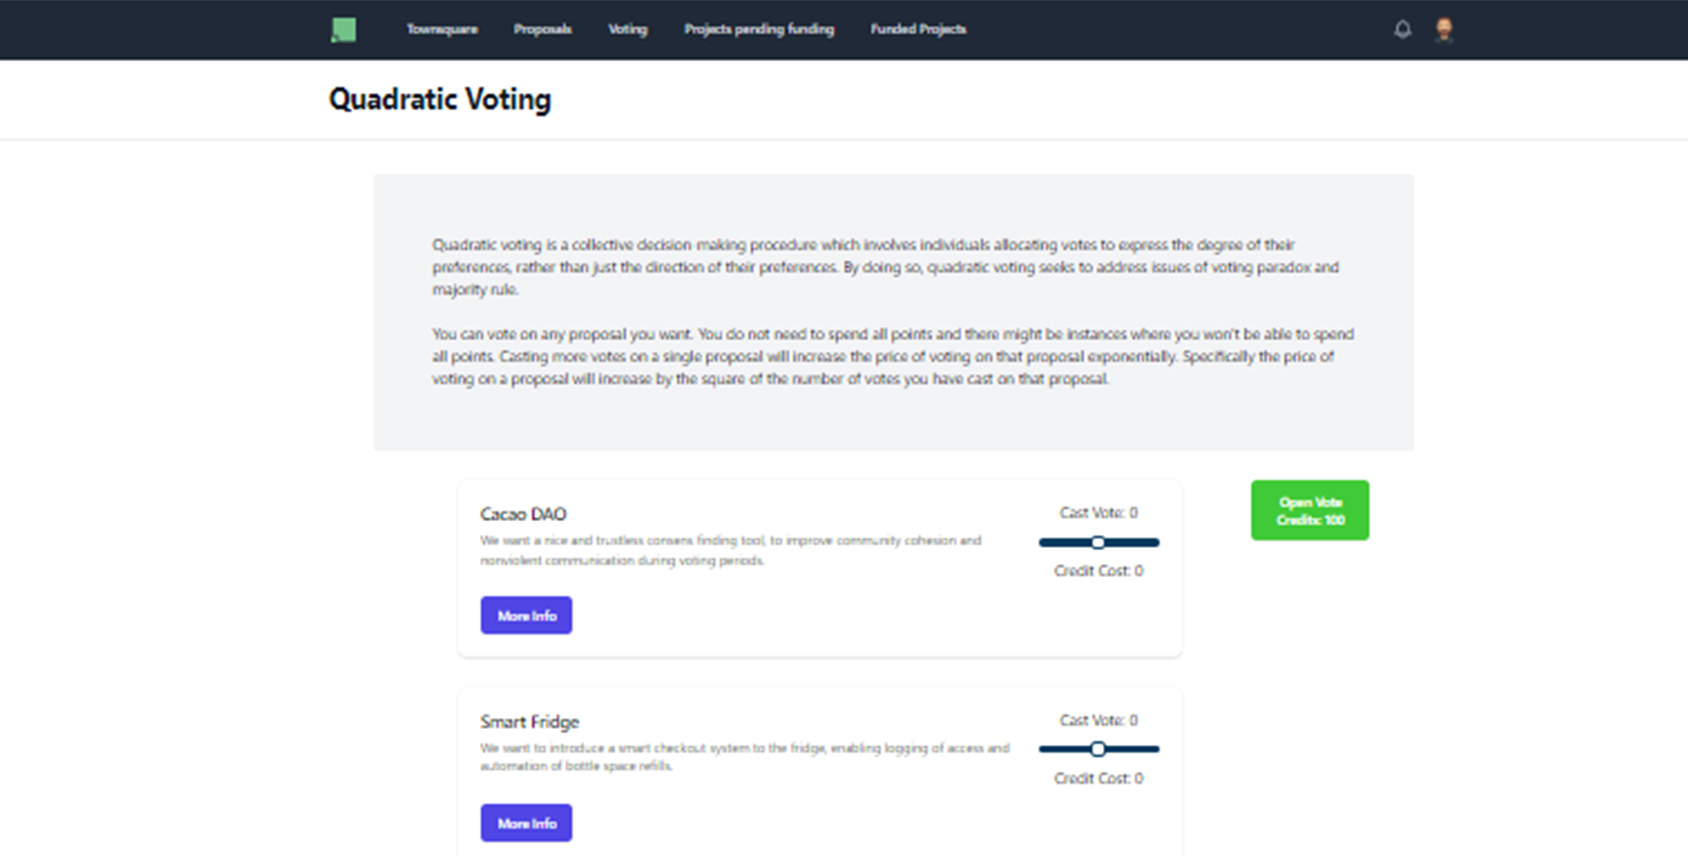 Townsquare Proposals Voting Projects pending funding Funded Projects
Quadratic Voting
Quadratic voting is a collective decision making procedure which involves individuals allocating votes to express the degree of their
preferences, rather than just the direction of their preferences. By doing so, quadratic voting seeks to address issues of voting paradox and
majority rule.
You can vote on any proposal you want. You do not need to spend all points and there might be instances where you won't be able to spend
all points. Casting more votes on a single proposal will increase the price of voting on that proposal exponentially. Specifically the price of
voting on a proposal will increase by the square of the number of votes you have cast on that proposal.
Cacao DAO
We want a nice and trustless consens finding tool, to improve community cohesion and
nonviolent communication during voting periods.
More Info
Cast Vote: 0
Credit Cost: 0
Open Vote
Credits: 100
Smart Fridge
We want to introduce a smart checkout system to the fridge, enabling logging of access and
automation of bottle space refills.
More Info
Cast Vote: 0
Credit Cost: 0